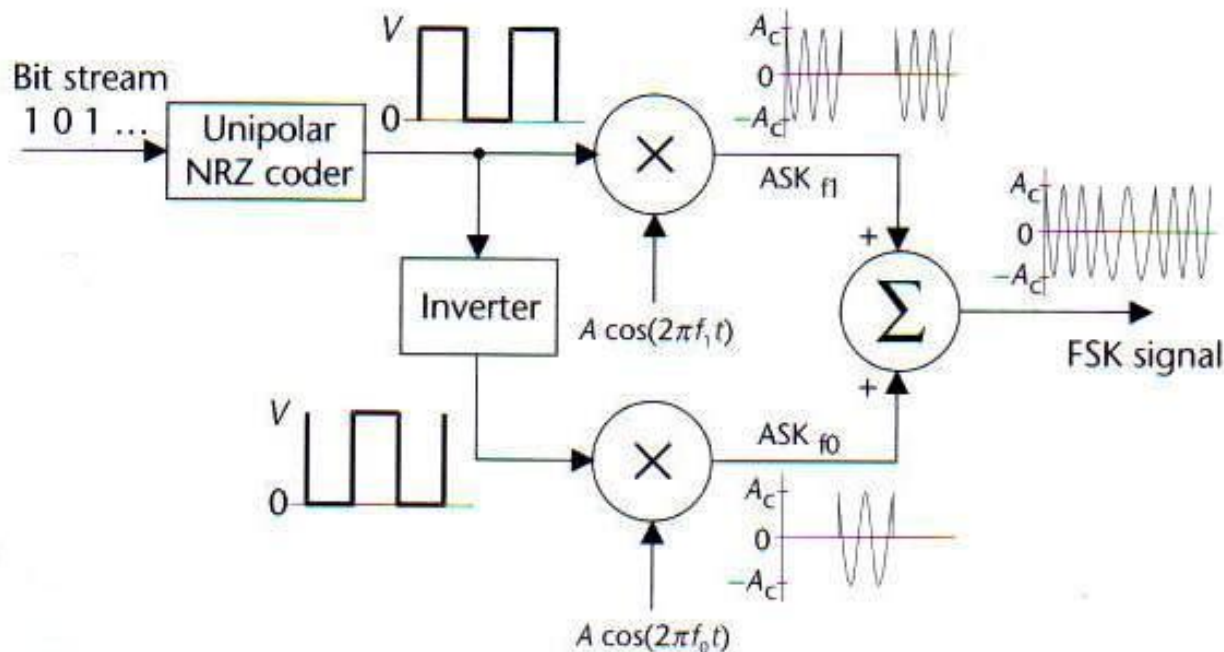 Bit stream
1 0 1 ...
Unipolar
NRZ coder
V
0
A_c
0
-A_c
ASK f1
Inverter
A cos(2πf₁t)
+
Σ
+
A_c
0
-A_c
FSK signal
V
0
ASK f0
A_c
0
-A_c
A cos(2πf₀t)